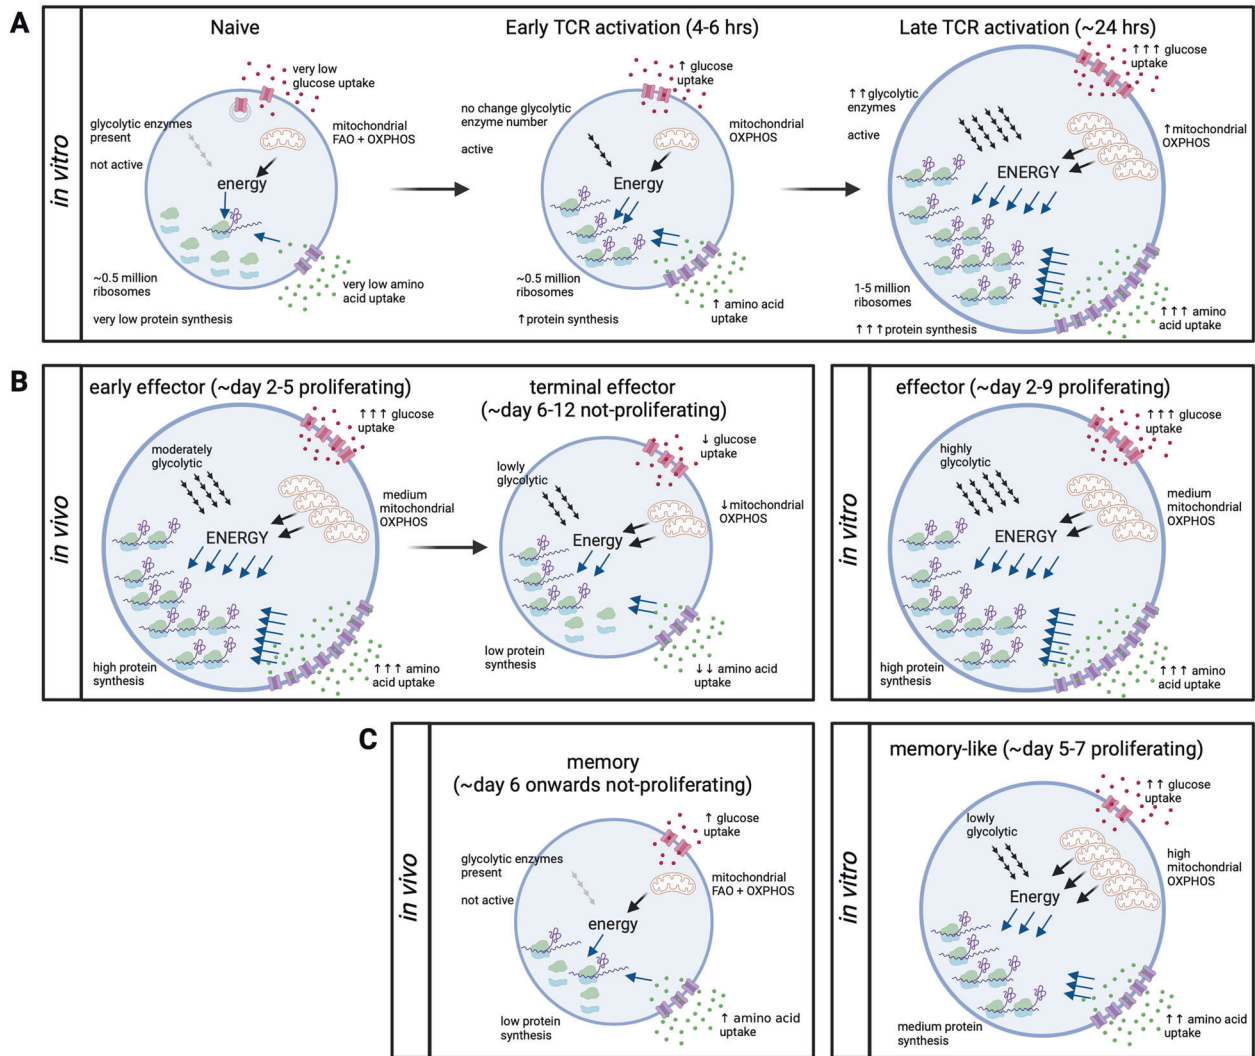 A
in vitro
Naive
very low
glucose uptake
glycolytic enzymes
present
not active
mitochondrial
FAO + OXPHOS
energy
~0.5 million
ribosomes
very low protein synthesis
very low amino
acid uptake
Early TCR activation (4-6 hrs)
↑ glucose
uptake
no change glycolytic
enzyme number
active
mitochondrial
OXPHOS
Energy
~0.5 million
ribosomes
↑protein synthesis
↑ amino acid
uptake
Late TCR activation (~24 hrs)
↑↑↑ glucose
uptake
↑↑glycolytic
enzymes
active
↑mitochondrial
OXPHOS
ENERGY
1-5 million
ribosomes
↑↑↑protein synthesis
↑↑↑ amino
acid uptake
B
in vivo
early effector (~day 2-5 proliferating)
↑↑↑ glucose
uptake
moderately
glycolytic
medium
mitochondrial
OXPHOS
ENERGY
high protein
synthesis
↑↑↑ amino
acid uptake
terminal effector
(~day 6-12 not-proliferating)
↓ glucose
uptake
lowly
glycolytic
↓mitochondrial
OXPHOS
Energy
low protein
synthesis
↓↓ amino acid
uptake
in vitro
effector (~day 2-9 proliferating)
↑↑↑ glucose
uptake
highly
glycolytic
medium
mitochondrial
OXPHOS
ENERGY
high protein
synthesis
↑↑↑ amino
acid uptake
C
in vivo
memory
(~day 6 onwards not-proliferating)
↑ glucose
uptake
glycolytic enzymes
present
not active
mitochondrial
FAO + OXPHOS
energy
low protein
synthesis
↑ amino acid
uptake
in vitro
memory-like (~day 5-7 proliferating)
↑↑ glucose
uptake
lowly
glycolytic
high
mitochondrial
OXPHOS
Energy
medium protein
synthesis
↑↑ amino acid
uptake